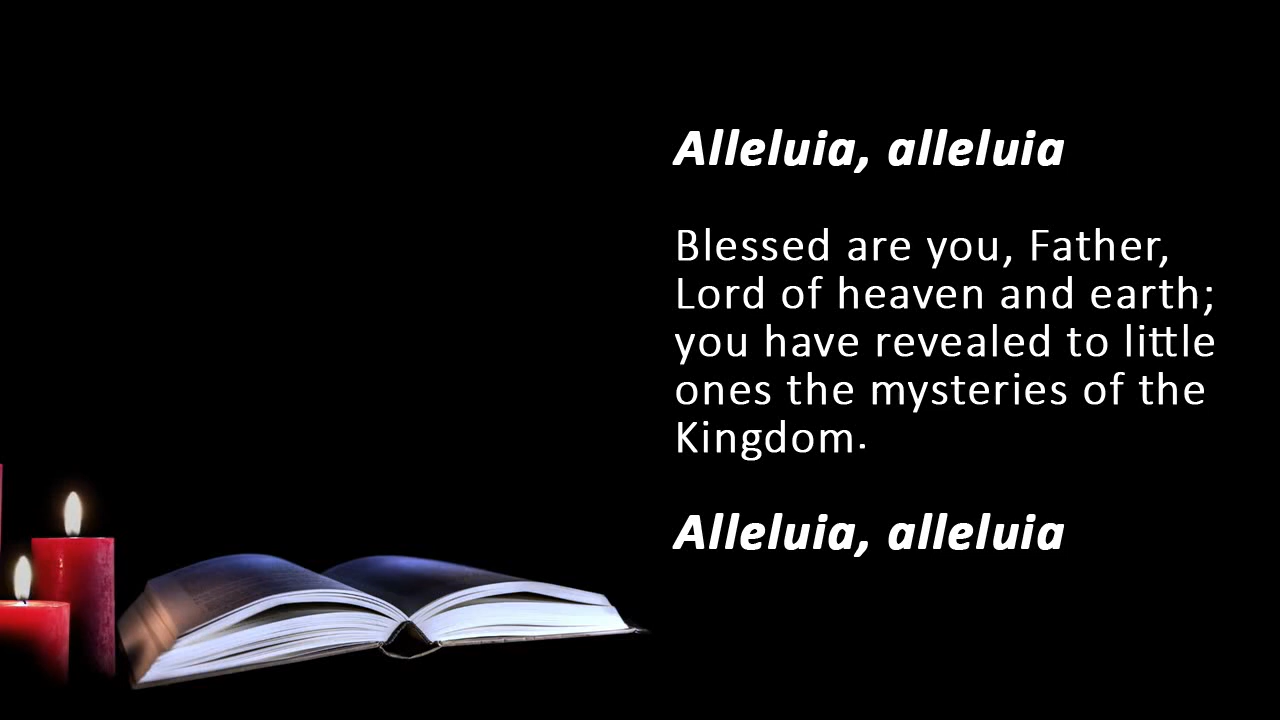 Alleluia, alleluia
Blessed are you, Father,
Lord of heaven and earth;
you have revealed to little
ones the mysteries of the
Kingdom.
Alleluia, alleluia